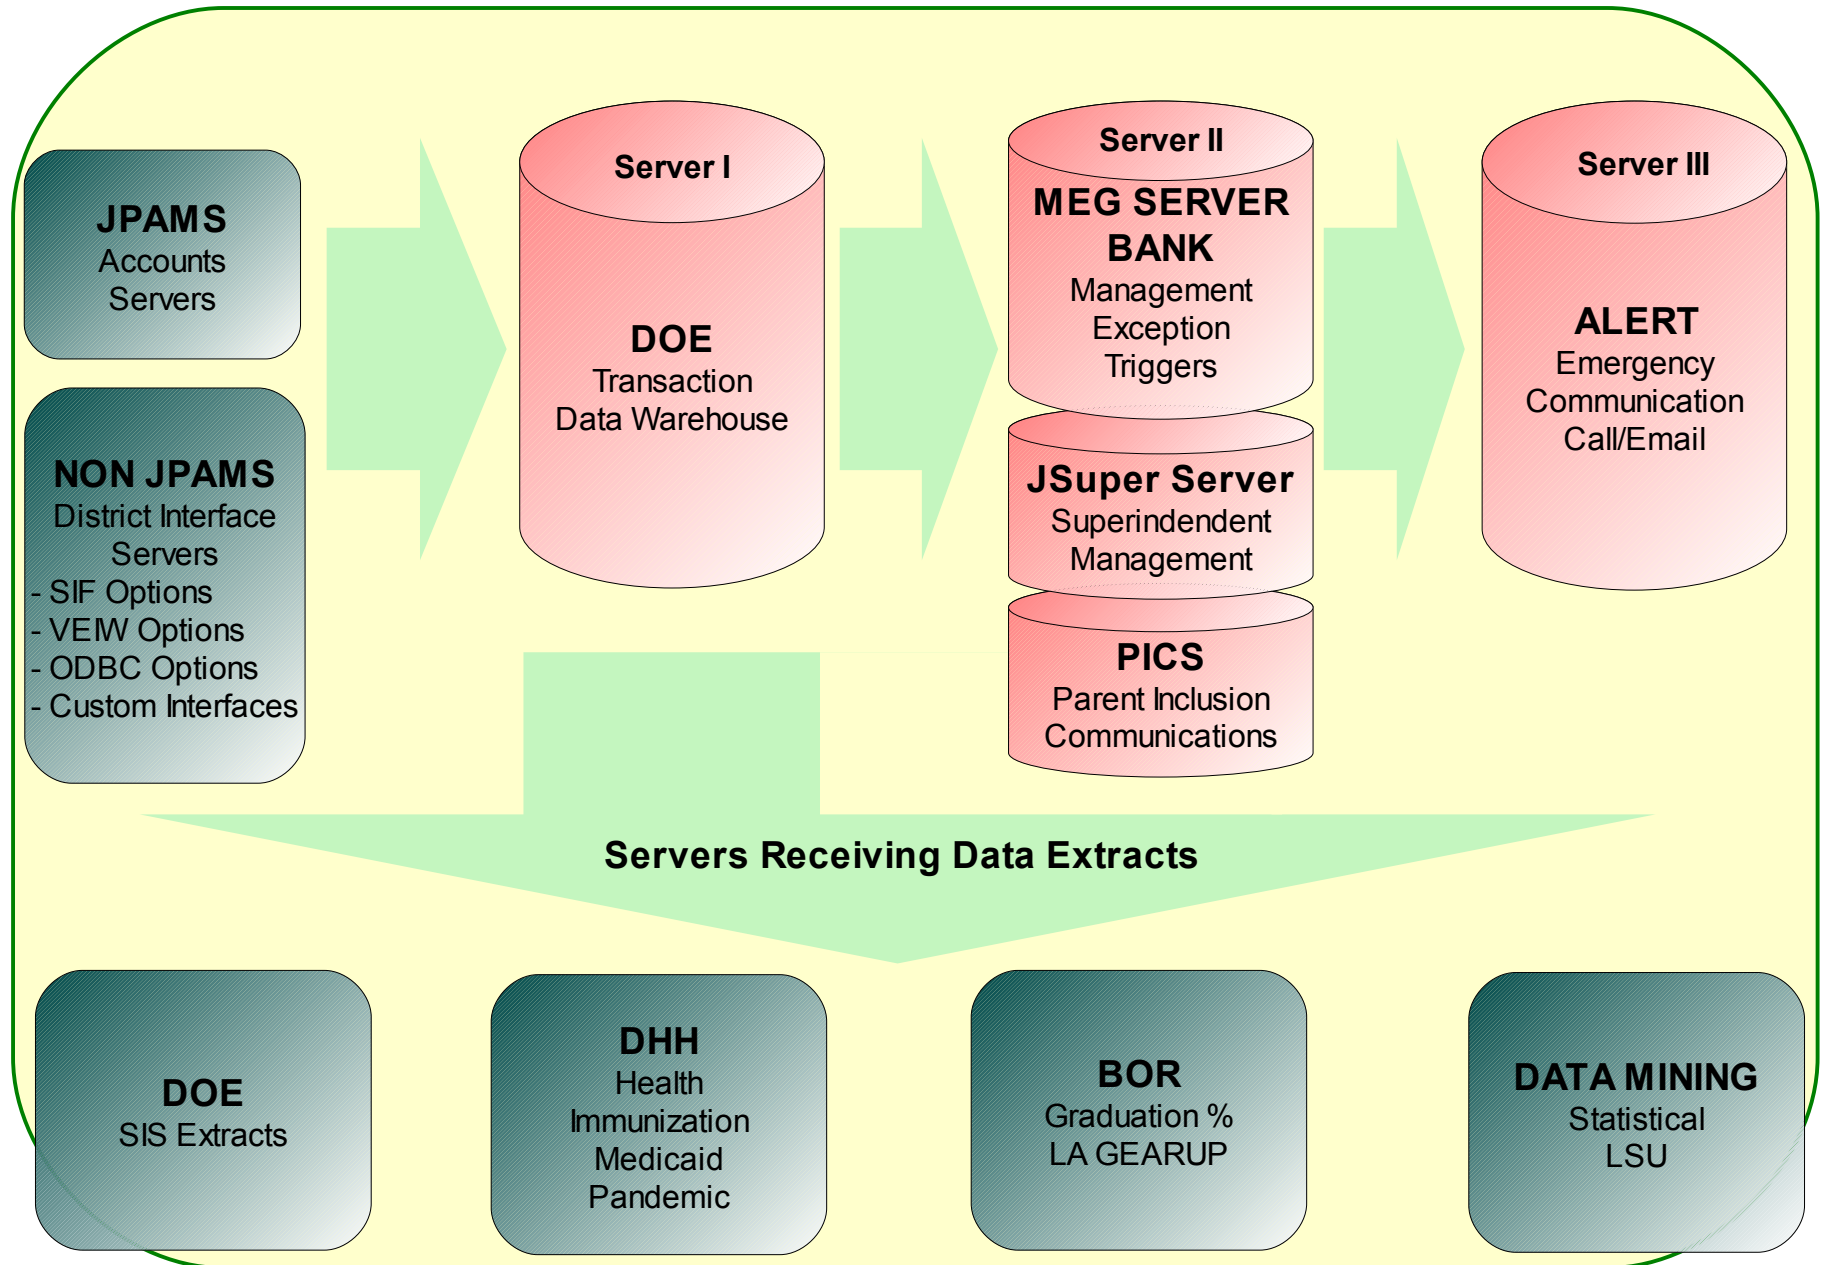 JPAMS
Accounts
Servers
NON JPAMS
District Interface
Servers
- SIF Options
- VEIW Options
- ODBC Options
- Custom Interfaces
Server I
DOE
Transaction
Data Warehouse
Server II
MEG SERVER
BANK
Management
Exception
Triggers
JSuper Server
Superindendent
Management
PICS
Parent Inclusion
Communications
Server III
ALERT
Emergency
Communication
Call/Email
Servers Receiving Data Extracts
DOE
SIS Extracts
DHH
Health
Immunization
Medicaid
Pandemic
BOR
Graduation %
LA GEARUP
DATA MINING
Statistical
LSU